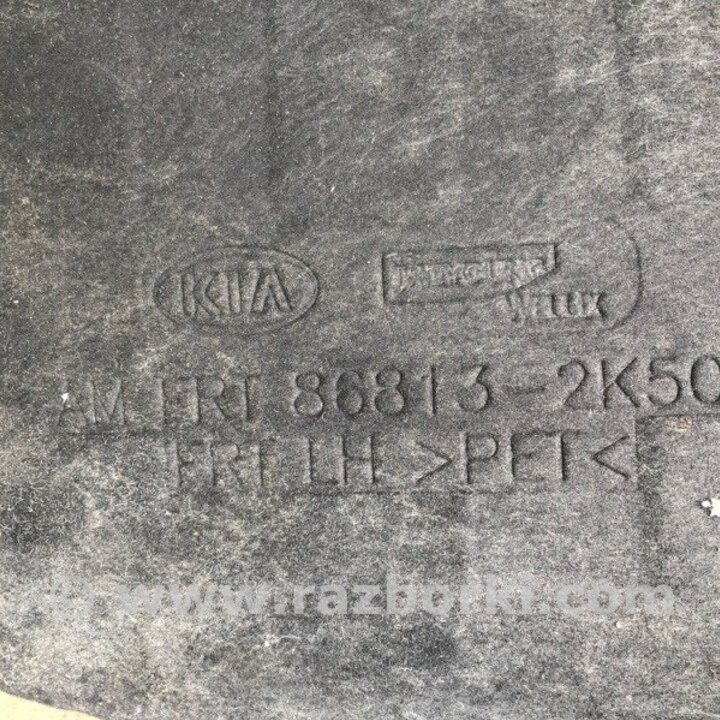 KIA
AM FRT 86813-2K50
FRT LH >PET<
© www.razborki.com